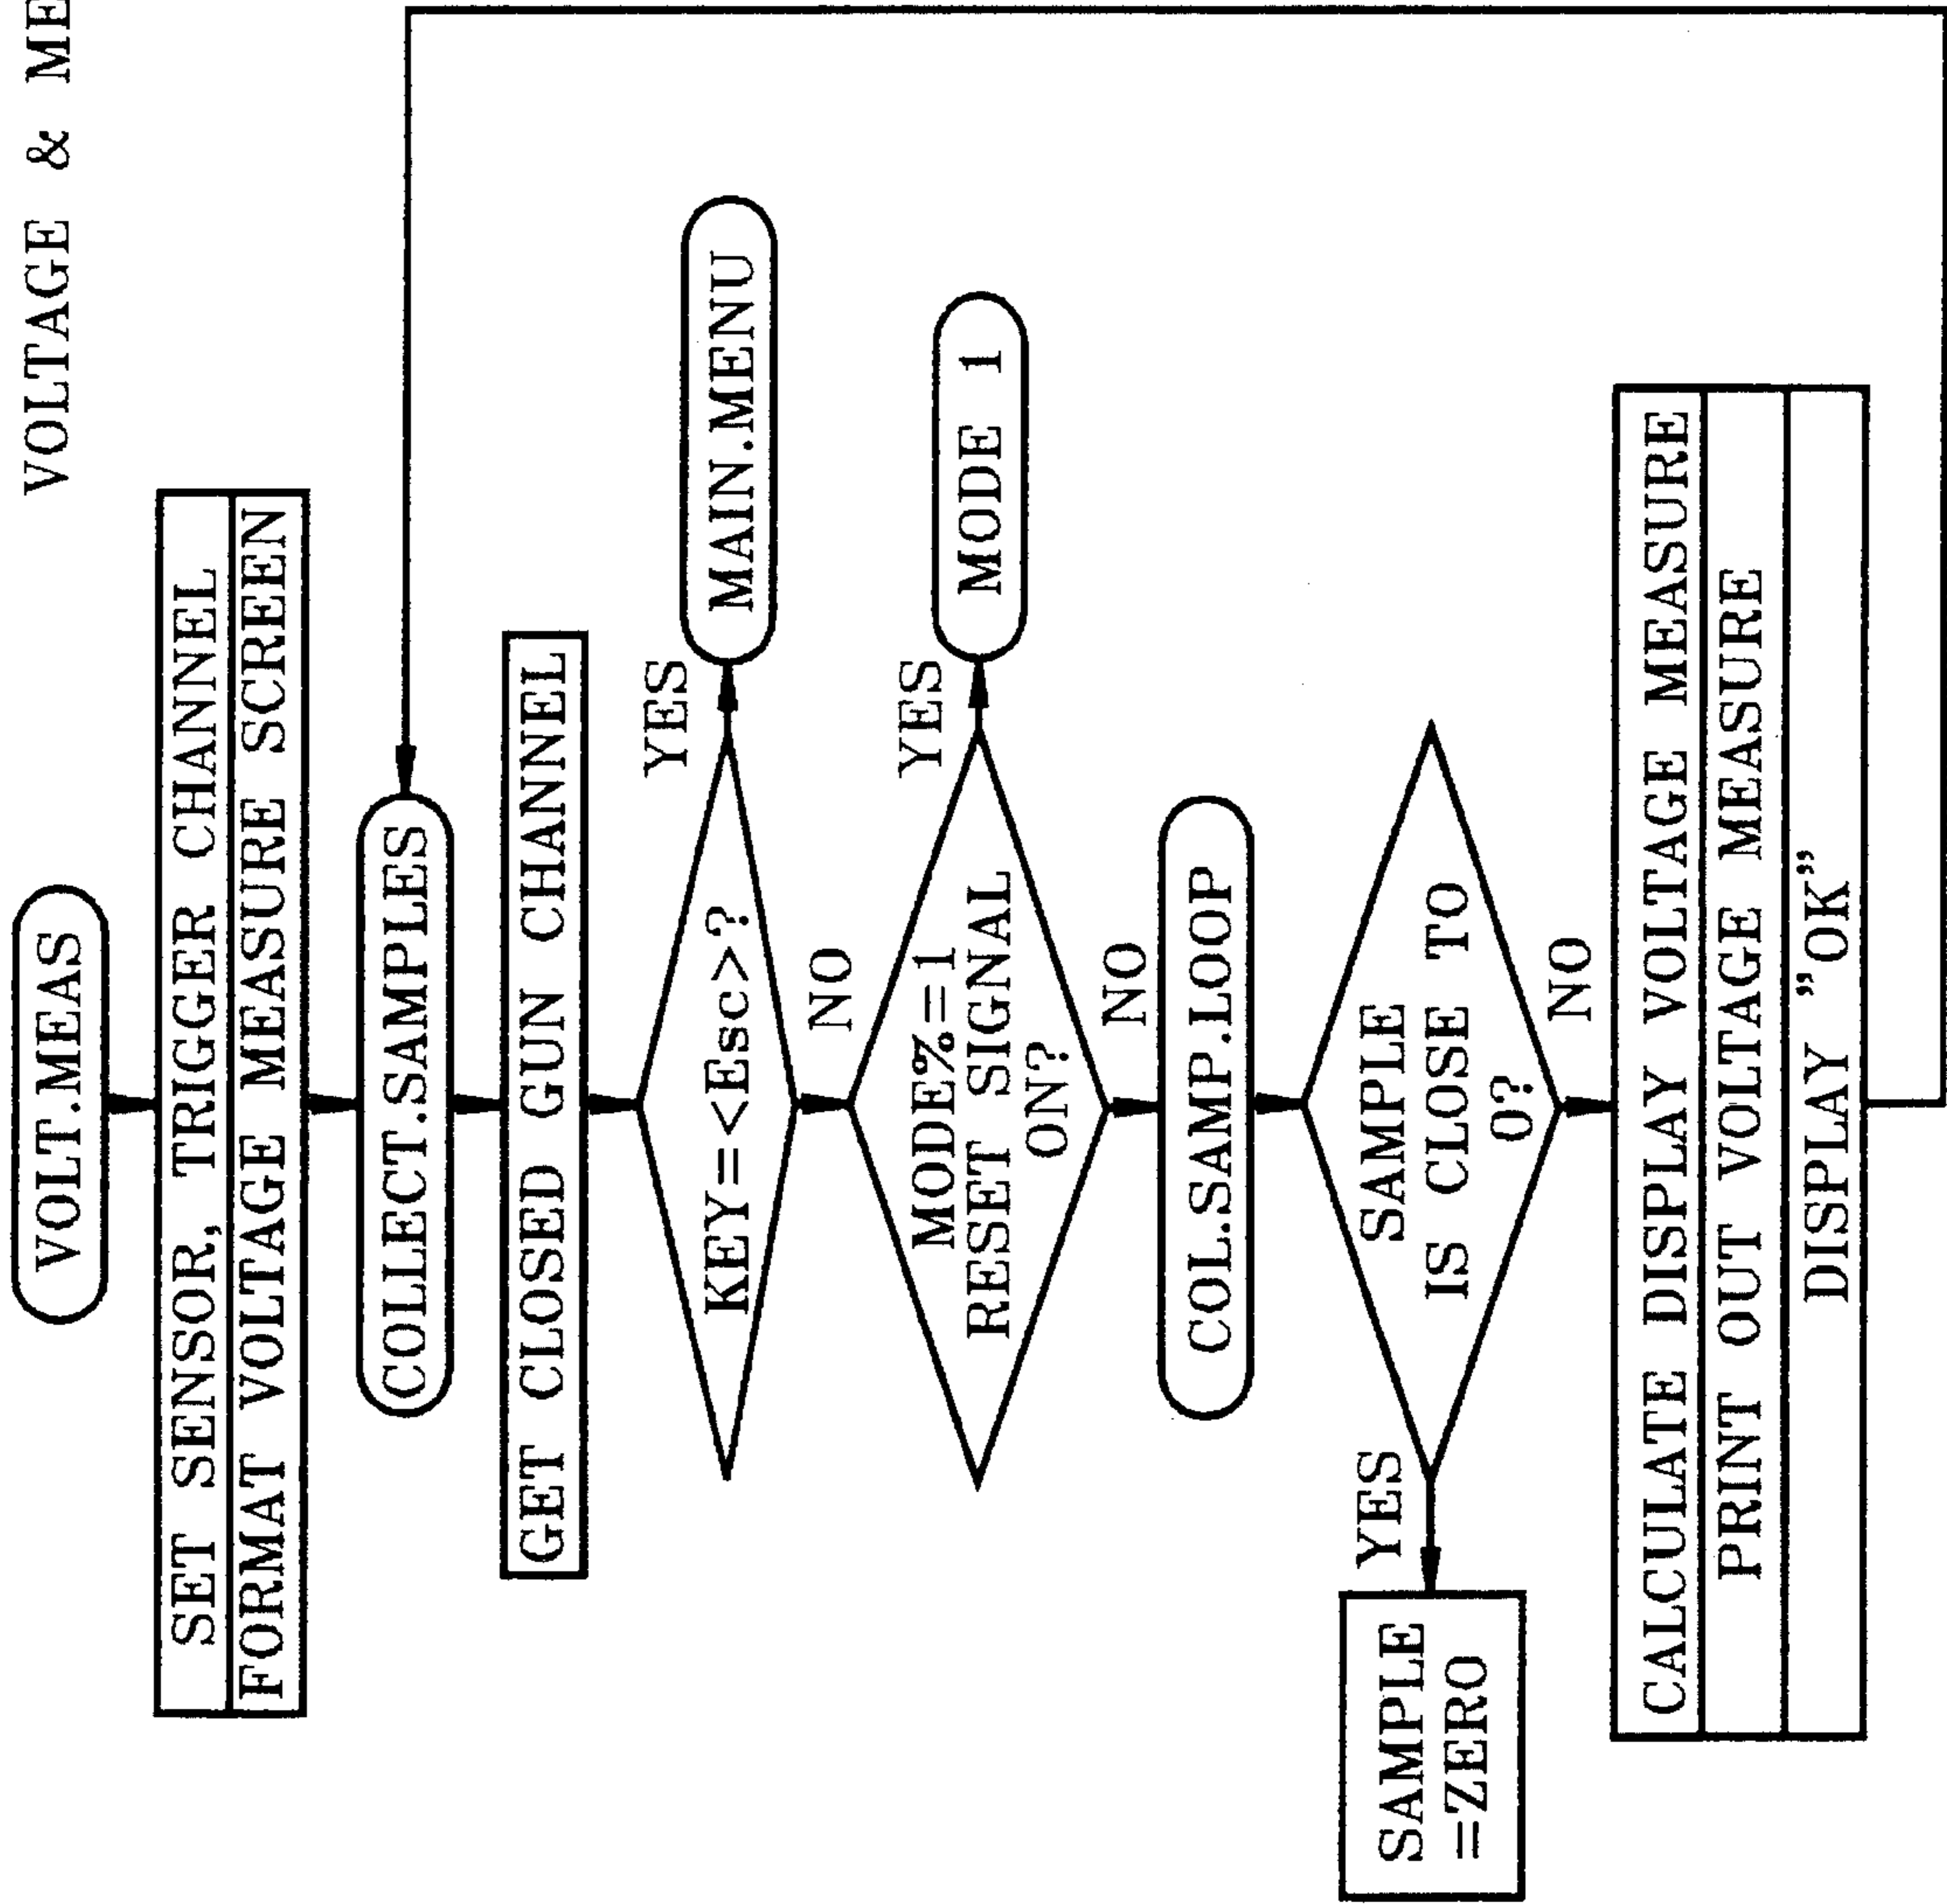 VOLTAGE & ME
VOLT.MEAS
SET SENSOR, TRIGGER CHANNEL
FORMAT VOLTAGE MEASURE SCREEN
COLLECT.SAMPLES
GET CLOSED GUN CHANNEL
KEY=<Esc>?
YES
MAIN.MENU
NO
MODE%=1
RESET SIGNAL
ON?
YES
MODE 1
NO
COL.SAMP.LOOP
SAMPLE
IS CLOSE TO
0?
YES
SAMPLE
=ZERO
NO
CALCULATE DISPLAY VOLTAGE MEASURE
PRINT OUT VOLTAGE MEASURE
DISPLAY "OK"